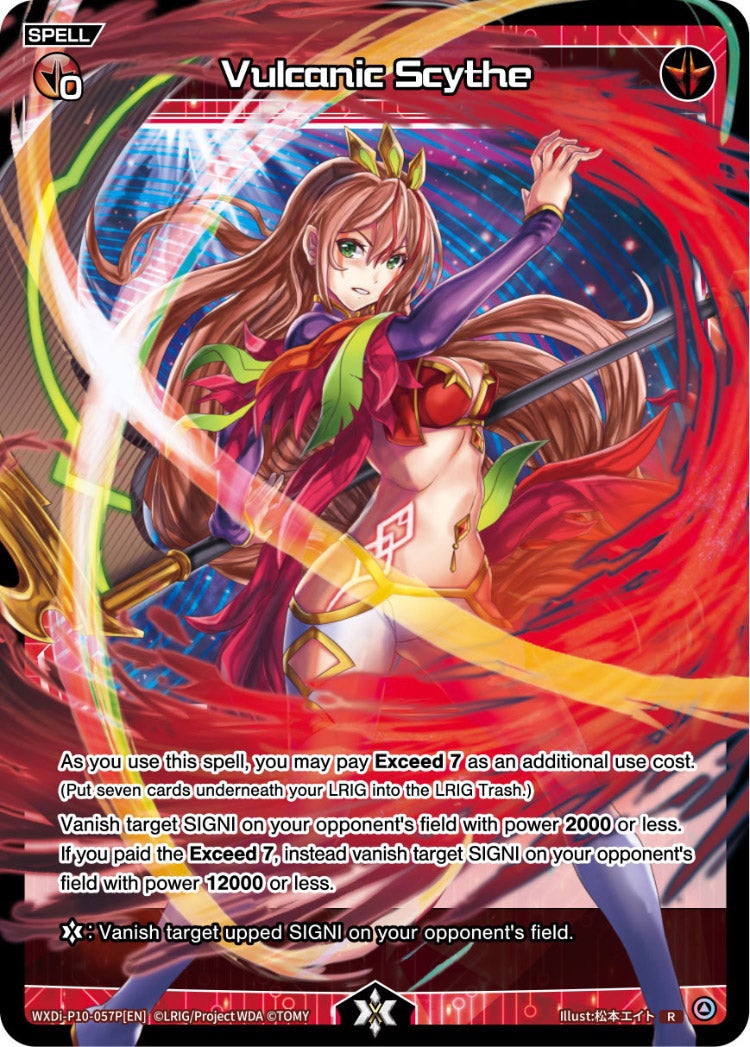 SPELL
0
Vulcanic Scythe
As you use this spell, you may pay Exceed 7 as an additional use cost.
(Put seven cards underneath your LRIG into the LRIG Trash.)
Vanish target SIGNI on your opponent's field with power 2000 or less.
If you paid the Exceed 7, instead vanish target SIGNI on your opponent's
field with power 12000 or less.
: Vanish target upped SIGNI on your opponent's field.
WXDi-P10-057P[EN] ©LRIG/Project WDA ©TOMY Illust:松本エイト R